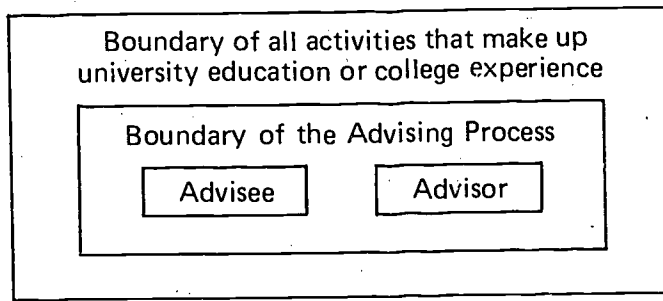 Boundary of all activities that make up
university education or college experience
Boundary of the Advising Process
Advisee
Advisor